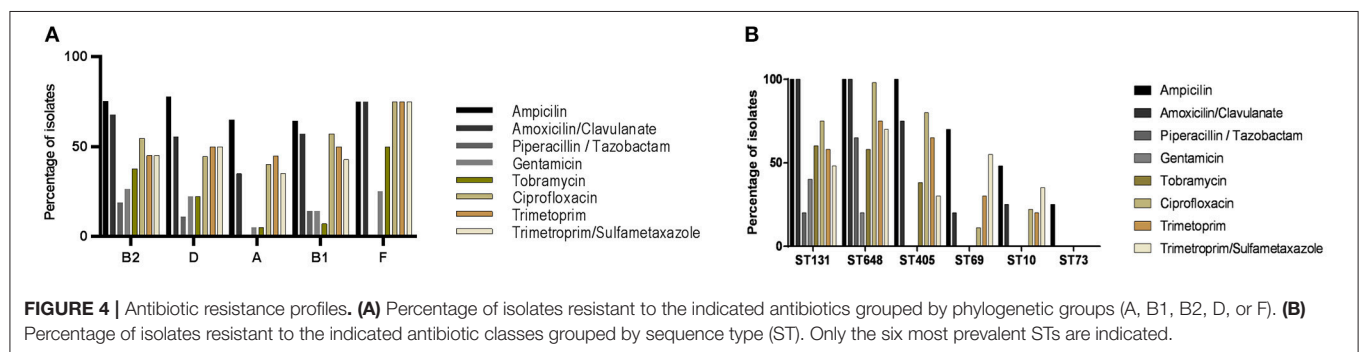 A
100
50
0
Percentage of isolates
B2 D A B1 F
Ampicilin
Amoxicilin/Clavulanate
Piperacillin / Tazobactam
Gentamicin
Tobramycin
Ciprofloxacin
Trimetoprim
Trimetroprim/Sulfametaxazole
B
100
50
0
Percentage of isolates
ST131 ST648 ST405 ST69 ST10 ST73
Ampicilin
Amoxicilin/Clavulanate
Piperacillin / Tazobactam
Gentamicin
Tobramycin
Ciprofloxacin
Trimetoprim
Trimetroprim/Sulfametaxazole
FIGURE 4 | Antibiotic resistance profiles. (A) Percentage of isolates resistant to the indicated antibiotics grouped by phylogenetic groups (A, B1, B2, D, or F). (B)
Percentage of isolates resistant to the indicated antibiotic classes grouped by sequence type (ST). Only the six most prevalent STs are indicated.